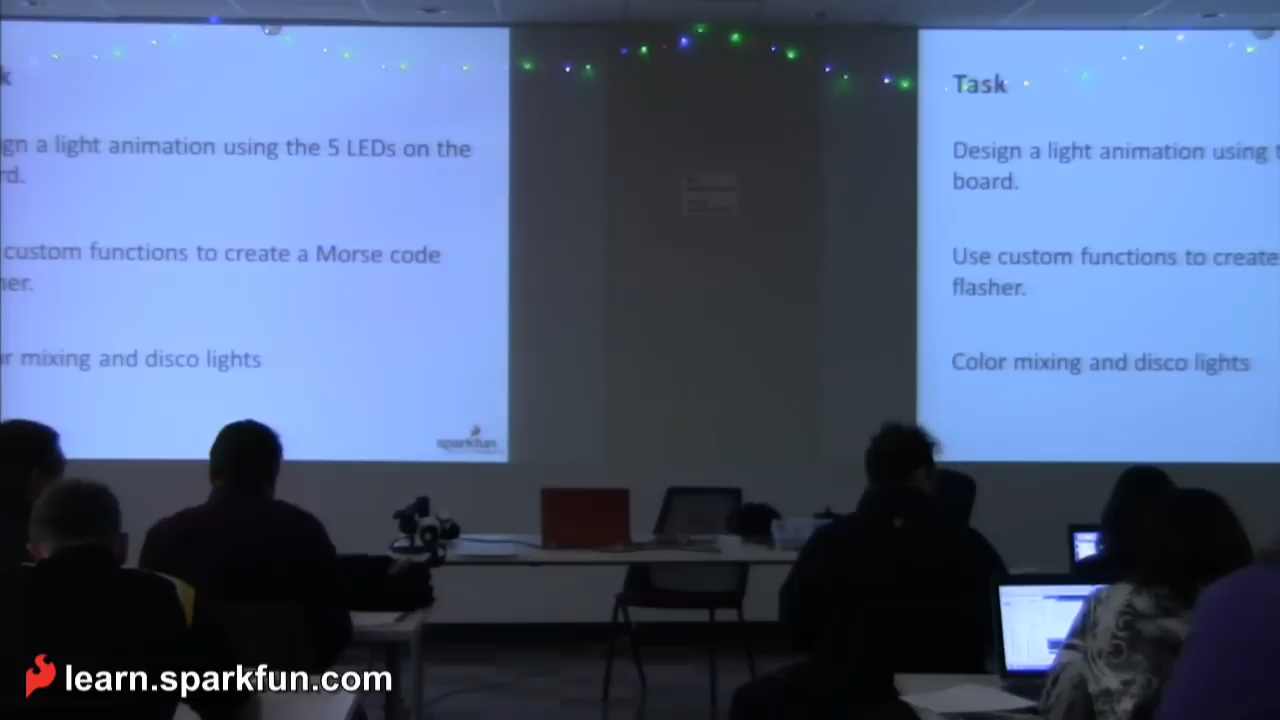 k
gn a light animation using the 5 LEDs on the
rd.
custom functions to create a Morse code
her.
r mixing and disco lights
sparkfun
Task
Design a light animation using t
board.
Use custom functions to create
flasher.
Color mixing and disco lights
learn.sparkfun.com